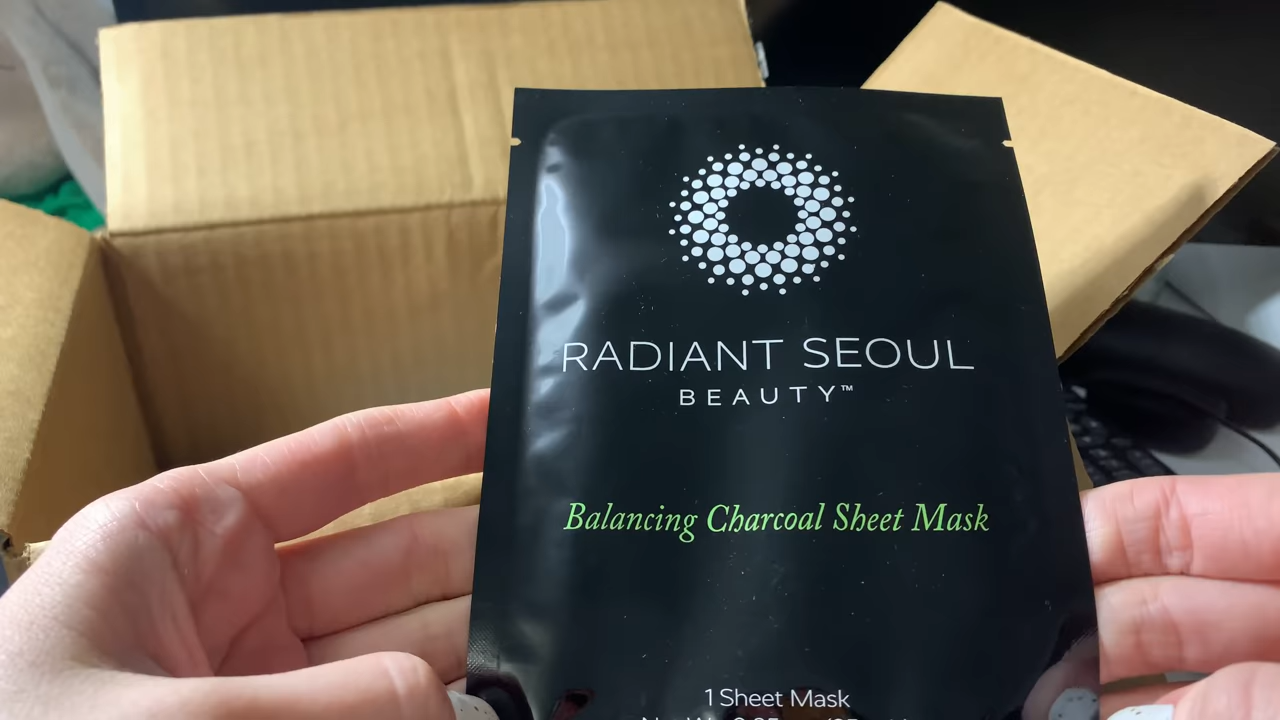 RADIANT SEOUL
BEAUTY™
Balancing Charcoal Sheet Mask
1 Sheet Mask